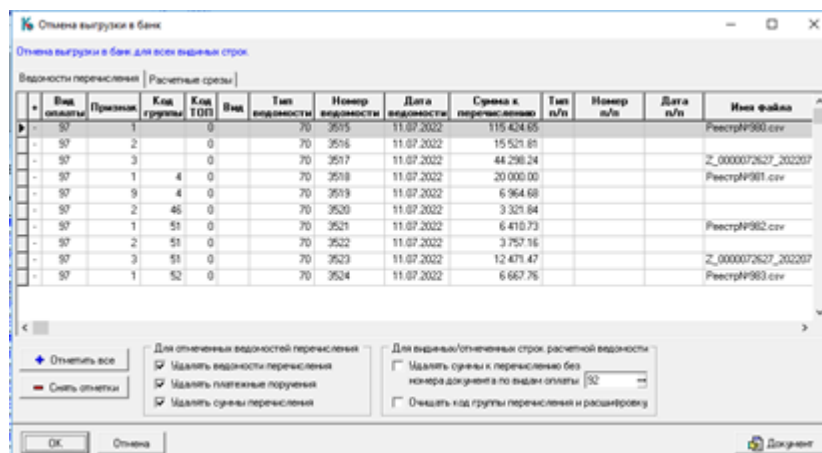 Отмена выгрузки в банк
Отмена выгрузки в банк для всех видимых строк.
Ведомости перечисления Расчетные срезы
* Вид оплаты Признак Код группы Код ТОП Вид Тип ведомости Номер ведомости Дата ведомости Сумма к перечислению Тип п/п Номер п/п Дата п/п Имя файла
- 97 1 0 70 3515 11.07.2022 115 424.65 Реестр№980.csv
- 97 2 0 70 3516 11.07.2022 15 521.81
- 97 3 0 70 3517 11.07.2022 44 298.24 Z_0000072627_202207
- 97 1 4 0 70 3518 11.07.2022 20 000.00 Реестр№981.csv
- 97 9 4 0 70 3519 11.07.2022 6 964.68
- 97 2 46 0 70 3520 11.07.2022 3 321.84
- 97 1 51 0 70 3521 11.07.2022 6 410.73 Реестр№982.csv
- 97 2 51 0 70 3522 11.07.2022 3 757.16
- 97 3 51 0 70 3523 11.07.2022 12 471.47 Z_0000072627_202207
- 97 1 52 0 70 3524 11.07.2022 6 667.76 Реестр№983.csv
Отметить все
Снять отметки
Для отмеченных ведомостей перечисления
Удалять ведомости перечисления
Удалять платежные поручения
Удалять суммы перечисления
Для видимых/отмеченных строк расчетной ведомости
Удалять суммы к перечислению без
номера документа по видам оплаты 92
Очищать код группы перечисления и расшифровку
OK Отмена Документ